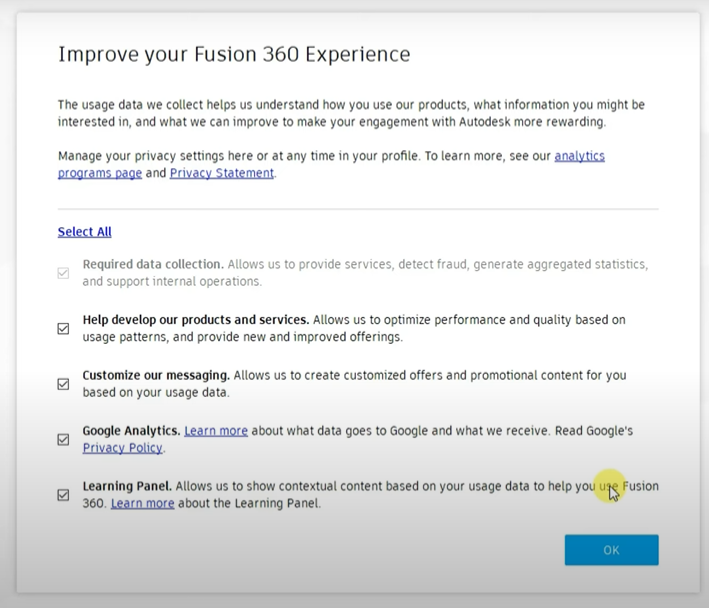 Improve your Fusion 360 Experience
The usage data we collect helps us understand how you use our products, what information you might be
interested in, and what we can improve to make your engagement with Autodesk more rewarding.
Manage your privacy settings here or at any time in your profile. To learn more, see our analytics
programs page and Privacy Statement.
Select All
Required data collection. Allows us to provide services, detect fraud, generate aggregated statistics,
and support internal operations.
Help develop our products and services. Allows us to optimize performance and quality based on
usage patterns, and provide new and improved offerings.
Customize our messaging. Allows us to create customized offers and promotional content for you
based on your usage data.
Google Analytics. Learn more about what data goes to Google and what we receive. Read Google's
Privacy Policy.
Learning Panel. Allows us to show contextual content based on your usage data to help you use Fusion
360. Learn more about the Learning Panel.
OK